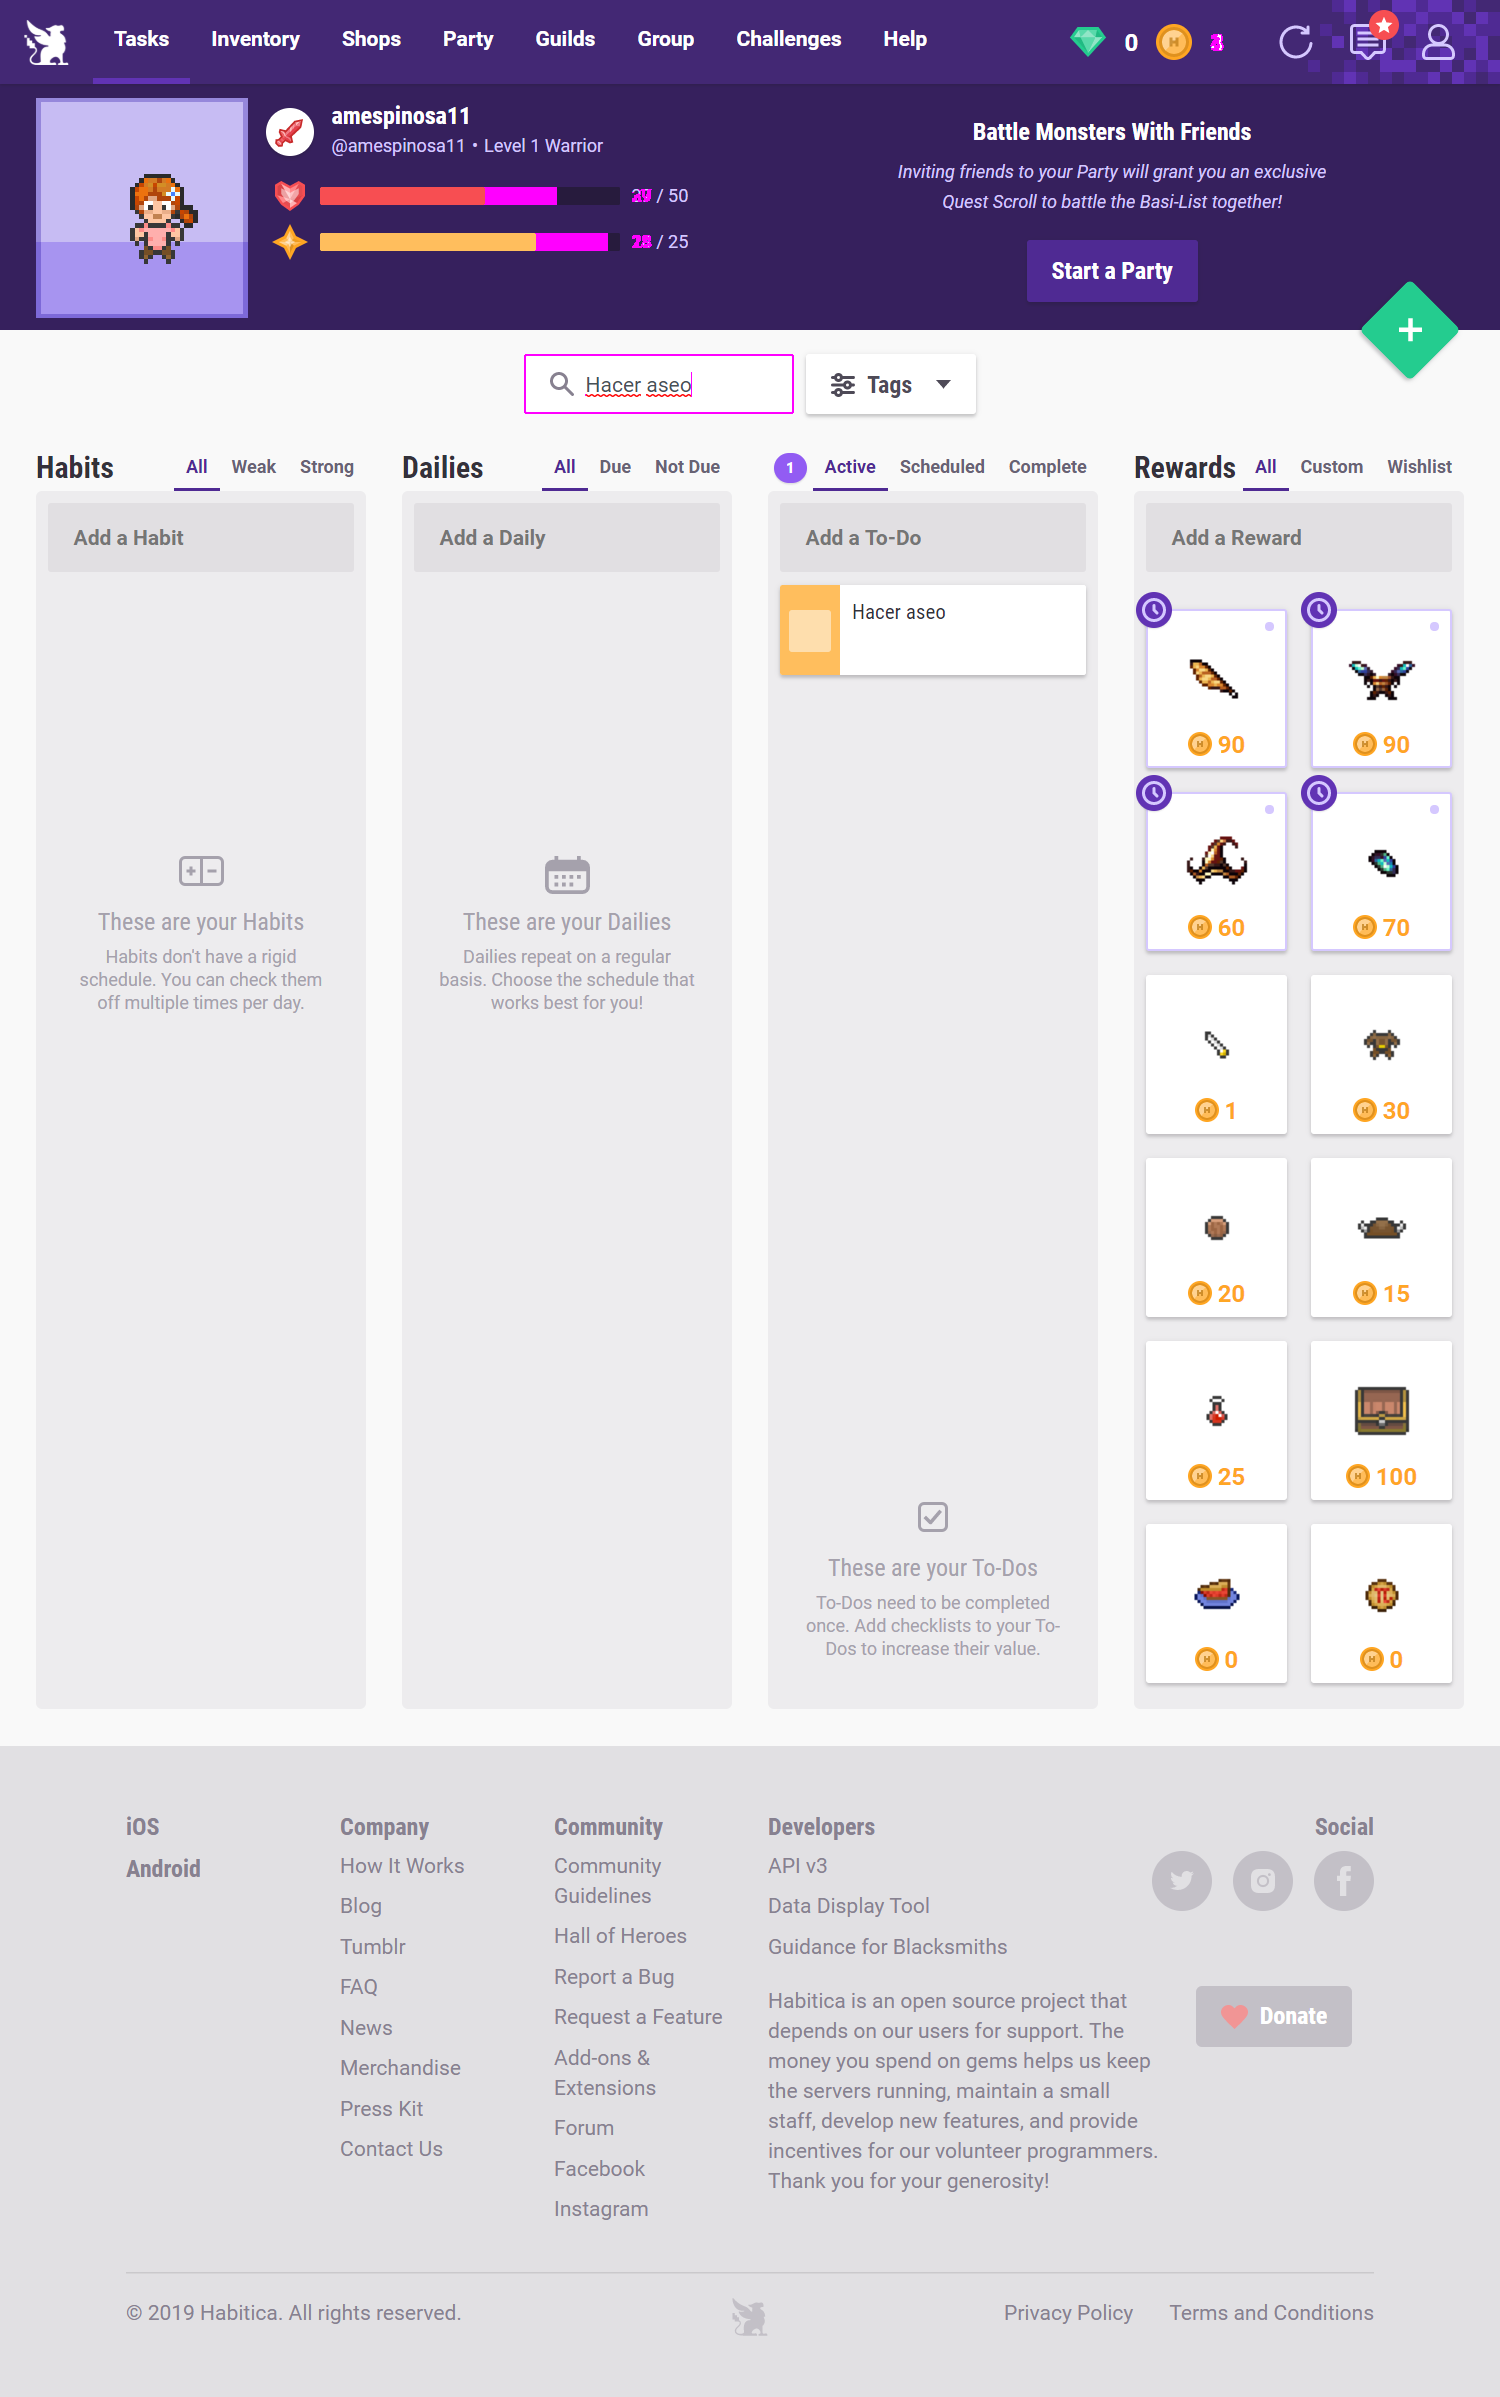 Tasks Inventory Shops Party Guilds Group Challenges Help 0
amespinosa11
@amespinosa11 • Level 1 Warrior
/ 50
/ 25
Battle Monsters With Friends
Inviting friends to your Party will grant you an exclusive
Quest Scroll to battle the Basi-List together!
Start a Party
Hacer aseo
Tags
Habits All Weak Strong
Add a Habit
These are your Habits
Habits don't have a rigid
schedule. You can check them
off multiple times per day.
Dailies All Due Not Due
Add a Daily
These are your Dailies
Dailies repeat on a regular
basis. Choose the schedule that
works best for you!
1 Active Scheduled Complete
Add a To-Do
Hacer aseo
These are your To-Dos
To-Dos need to be completed
once. Add checklists to your To-
Dos to increase their value.
Rewards All Custom Wishlist
Add a Reward
90 90
60 70
1 30
20 15
25 100
0 0
iOS
Android
Company
How It Works
Blog
Tumblr
FAQ
News
Merchandise
Press Kit
Contact Us
Community
Community
Guidelines
Hall of Heroes
Report a Bug
Request a Feature
Add-ons &
Extensions
Forum
Facebook
Instagram
Developers
API v3
Data Display Tool
Guidance for Blacksmiths
Social
Habitica is an open source project that
depends on our users for support. The
money you spend on gems helps us keep
the servers running, maintain a small
staff, develop new features, and provide
incentives for our volunteer programmers.
Thank you for your generosity!
Donate
© 2019 Habitica. All rights reserved.
Privacy Policy Terms and Conditions